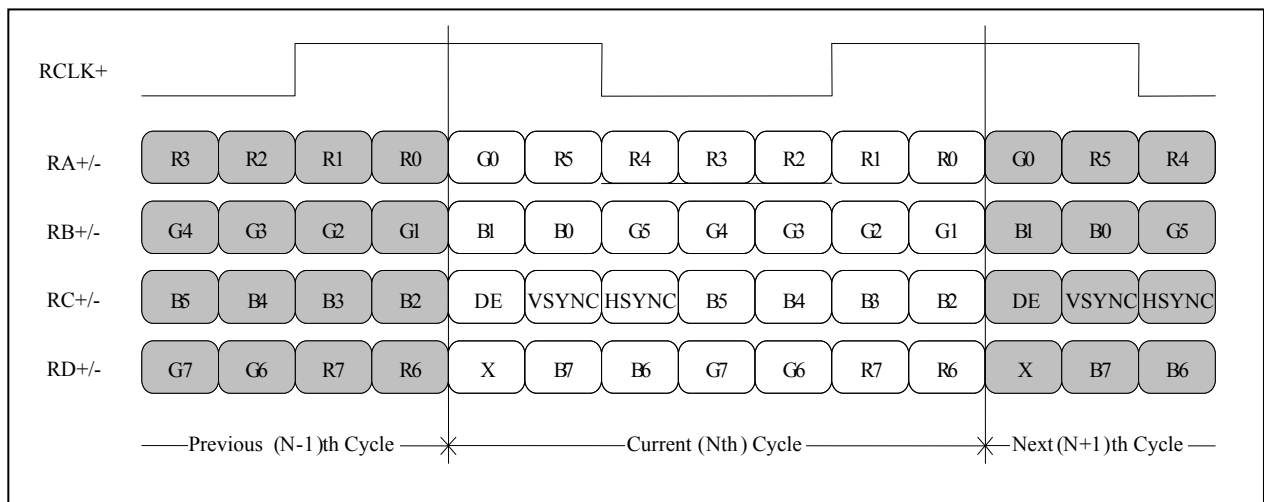 RCLK+
RA+/- R3 R2 R1 R0 G0 R5 R4 R3 R2 R1 R0 G0 R5 R4
RB+/- G4 G3 G2 G1 B1 B0 G5 G4 G3 G2 G1 B1 B0 G5
RC+/- B5 B4 B3 B2 DE VSYNC HSYNC B5 B4 B3 B2 DE VSYNC HSYNC
RD+/- G7 G6 R7 R6 X B7 B6 G7 G6 R7 R6 X B7 B6
Previous (N-1)th Cycle Current (Nth) Cycle Next (N+1)th Cycle